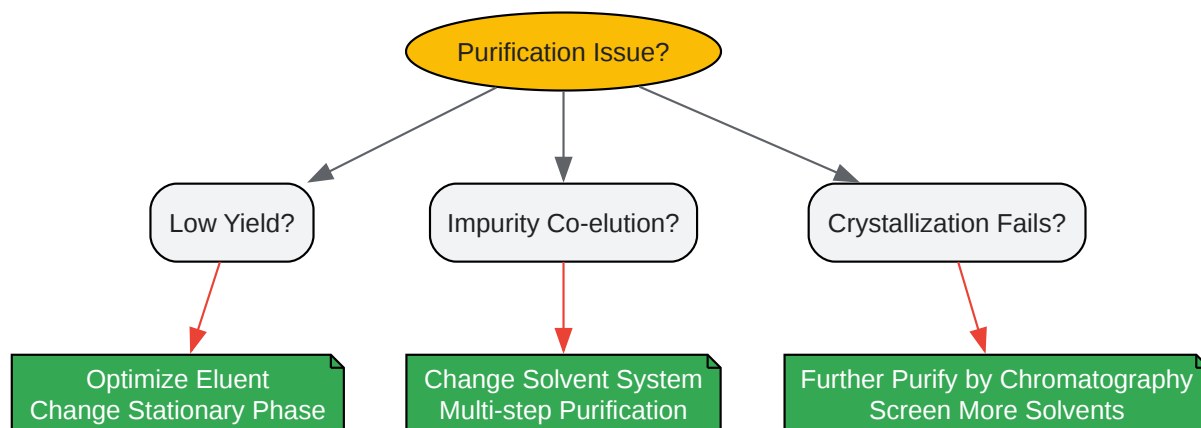 Purification Issue?
Low Yield?
Impurity Co-elution?
Crystallization Fails?
Optimize Eluent
Change Stationary Phase
Change Solvent System
Multi-step Purification
Further Purify by Chromatography
Screen More Solvents